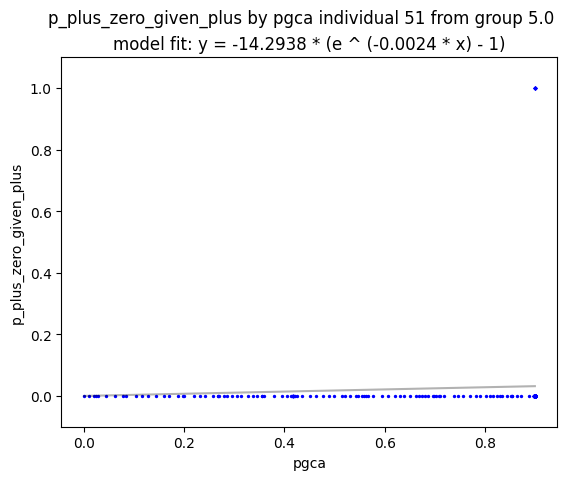 p_plus_zero_given_plus by pgca individual 51 from group 5.0
model fit: y = -14.2938 * (e ^ (-0.0024 * x) - 1)
1.0
0.8
0.6
0.4
0.2
0.0
p_plus_zero_given_plus
0.0 0.2 0.4 0.6 0.8
pgca